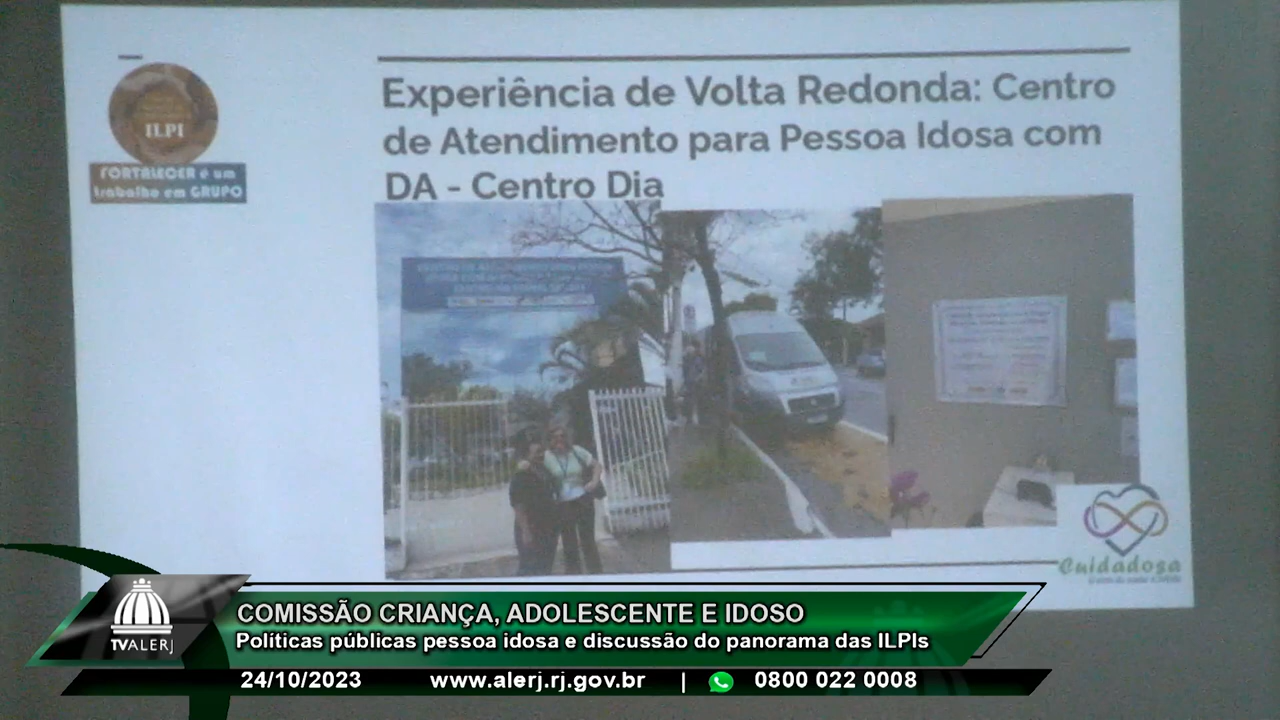 ILPI
FORTALECER é um
trabalho em GRUPO
Experiência de Volta Redonda: Centro
de Atendimento para Pessoa Idosa com
DA - Centro Dia
Cuidadosa
TVALERJ
COMISSÃO CRIANÇA, ADOLESCENTE E IDOSO
Políticas públicas pessoa idosa e discussão do panorama das ILPIs
24/10/2023 www.alerj.rj.gov.br | 0800 022 0008